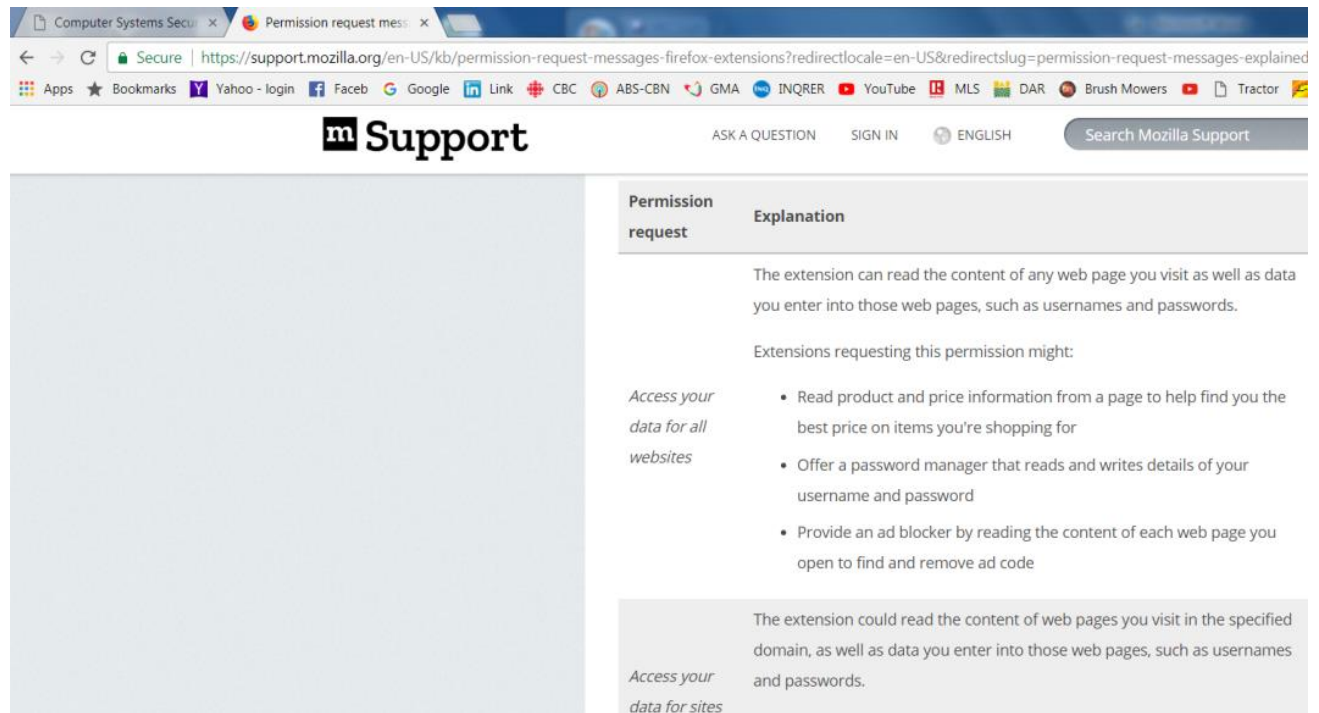 Computer Systems Secu
Permission request mess
Secure | https://support.mozilla.org/en-US/kb/permission-request-messages-firefox-extensions?redirectlocale=en-US&redirectslug=permission-request-messages-explained
Apps Bookmarks Yahoo - login Faceb Google Link CBC ABS-CBN GMA INQRER YouTube MLS DAR Brush Mowers Tractor
m Support ASK A QUESTION SIGN IN ENGLISH Search Mozilla Support
Permission
request
Explanation
The extension can read the content of any web page you visit as well as data
you enter into those web pages, such as usernames and passwords.
Extensions requesting this permission might:
Access your
data for all
websites
• Read product and price information from a page to help find you the
best price on items you're shopping for
• Offer a password manager that reads and writes details of your
username and password
• Provide an ad blocker by reading the content of each web page you
open to find and remove ad code
The extension could read the content of web pages you visit in the specified
domain, as well as data you enter into those web pages, such as usernames
and passwords.
Access your
data for sites